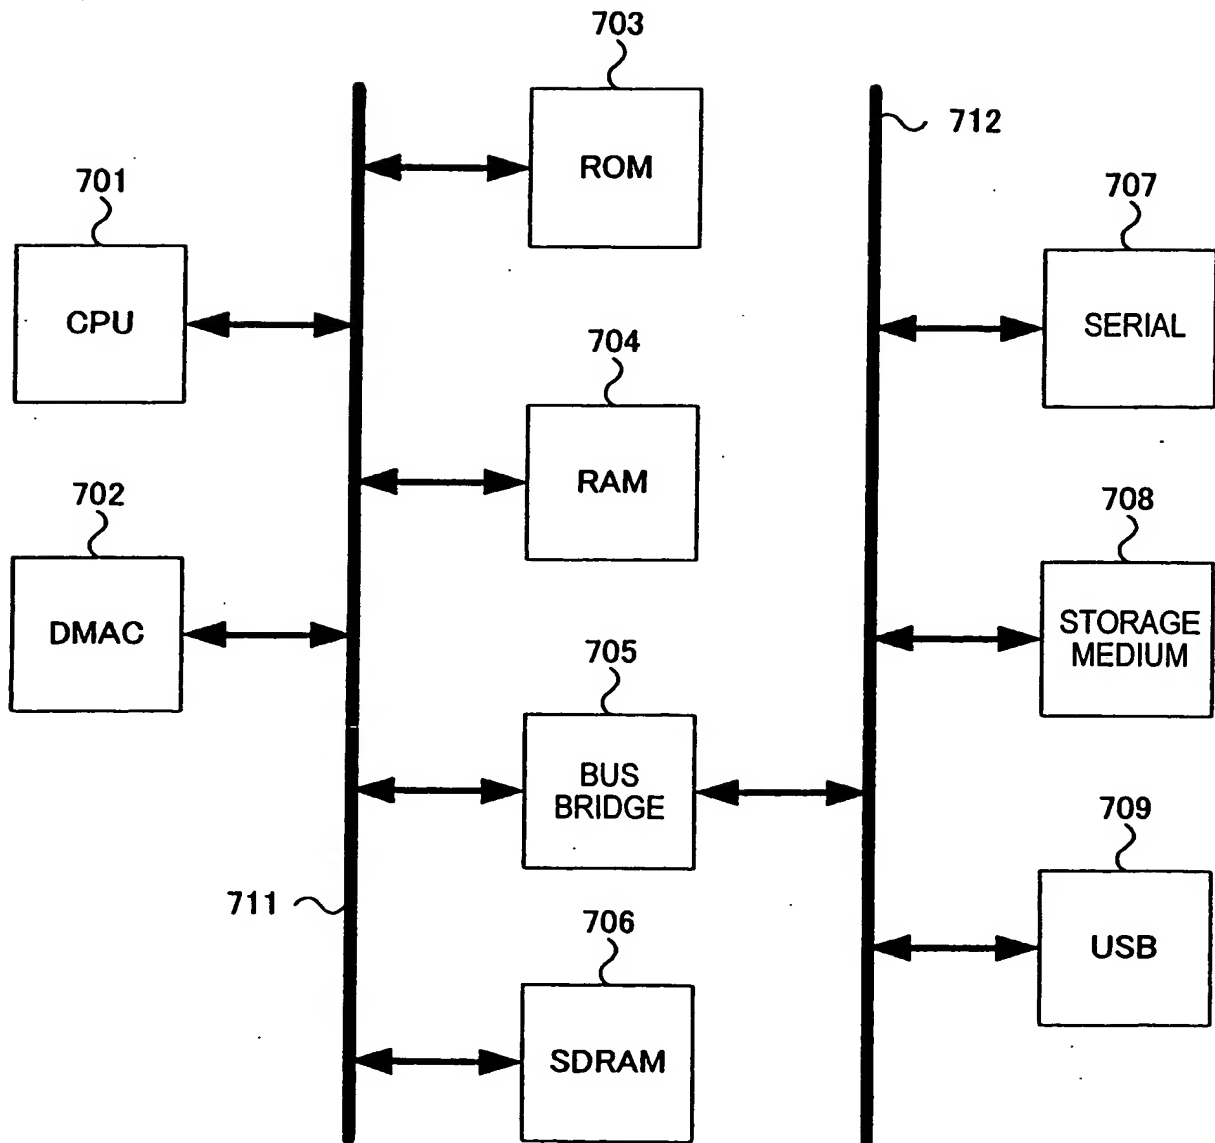 703
ROM
712
701
CPU
707
SERIAL
704
RAM
702
DMAC
708
STORAGE
MEDIUM
705
BUS
BRIDGE
709
USB
711
706
SDRAM